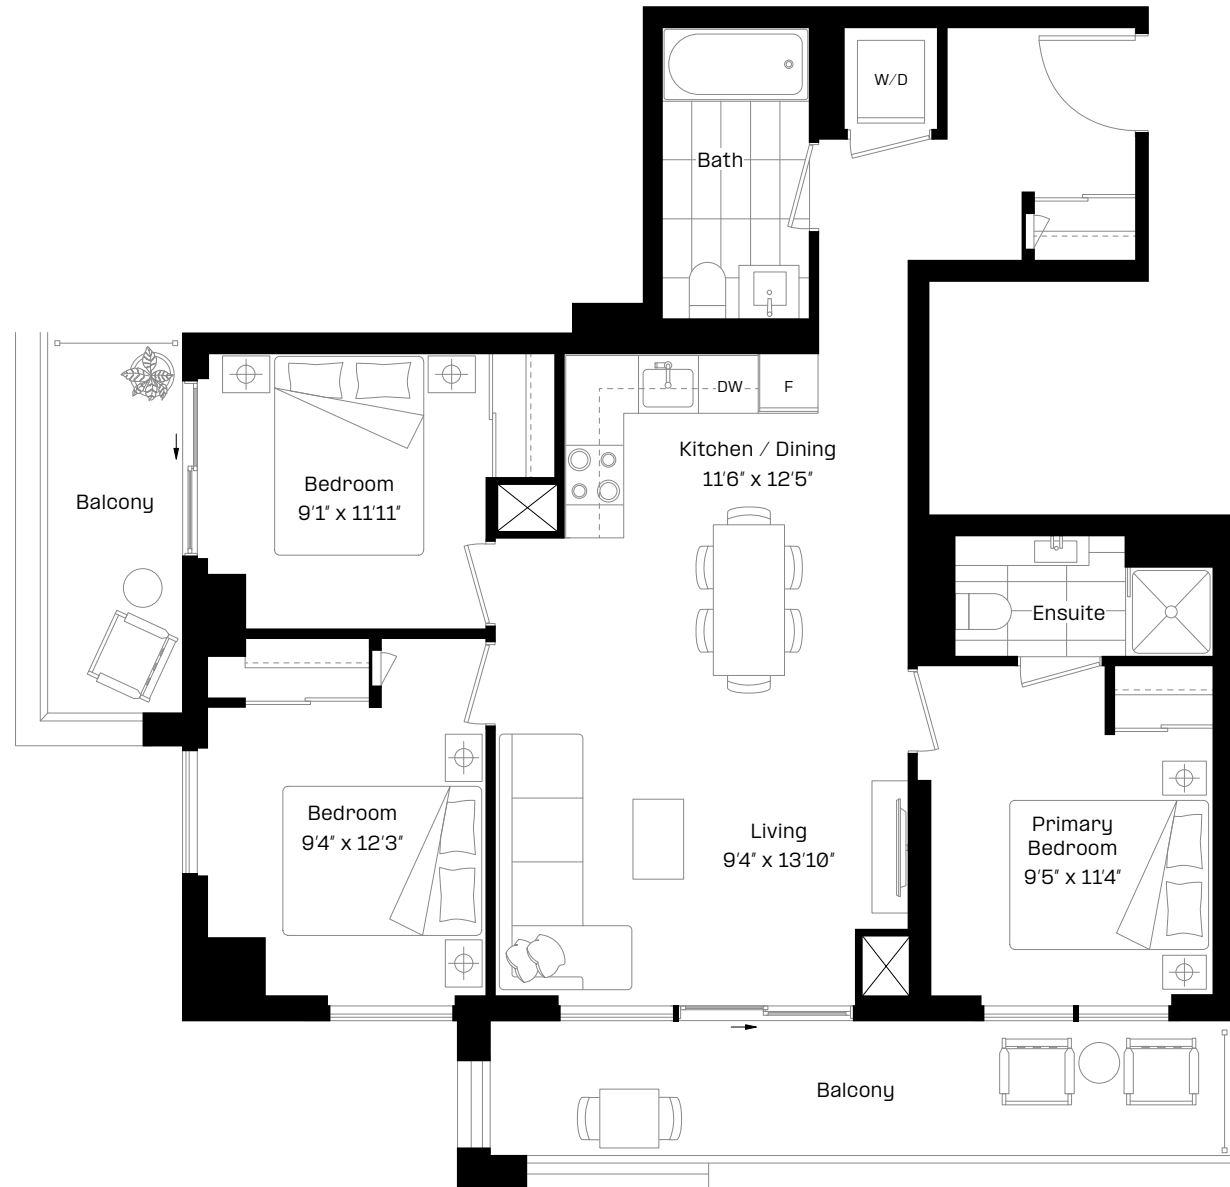 W/D
Bath
DW
F
Kitchen / Dining
11'6" x 12'5"
Bedroom
9'1" x 11'11"
Balcony
Ensuite
Bedroom
9'4" x 12'3"
Living
9'4" x 13'10"
Primary
Bedroom
9'5" x 11'4"
Balcony